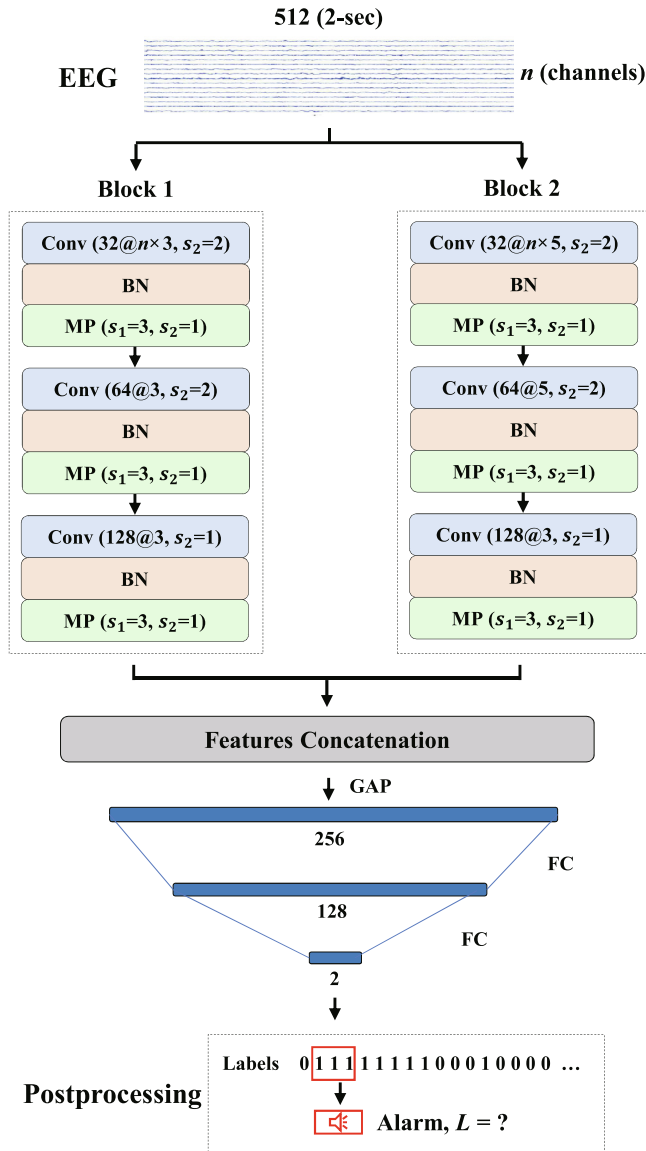 512 (2-sec)
EEG
n (channels)
Block 1
Block 2
Conv (32@n×3, s₂=2)
BN
MP (s₁=3, s₂=1)
Conv (64@3, s₂=2)
BN
MP (s₁=3, s₂=1)
Conv (128@3, s₂=1)
BN
MP (s₁=3, s₂=1)
Conv (32@n×5, s₂=2)
BN
MP (s₁=3, s₂=1)
Conv (64@5, s₂=2)
BN
MP (s₁=3, s₂=1)
Conv (128@3, s₂=1)
BN
MP (s₁=3, s₂=1)
Features Concatenation
GAP
256
FC
128
FC
2
Postprocessing
Labels 0 1 1 1 1 1 1 1 1 0 0 0 1 0 0 0 0 ...
Alarm, L = ?